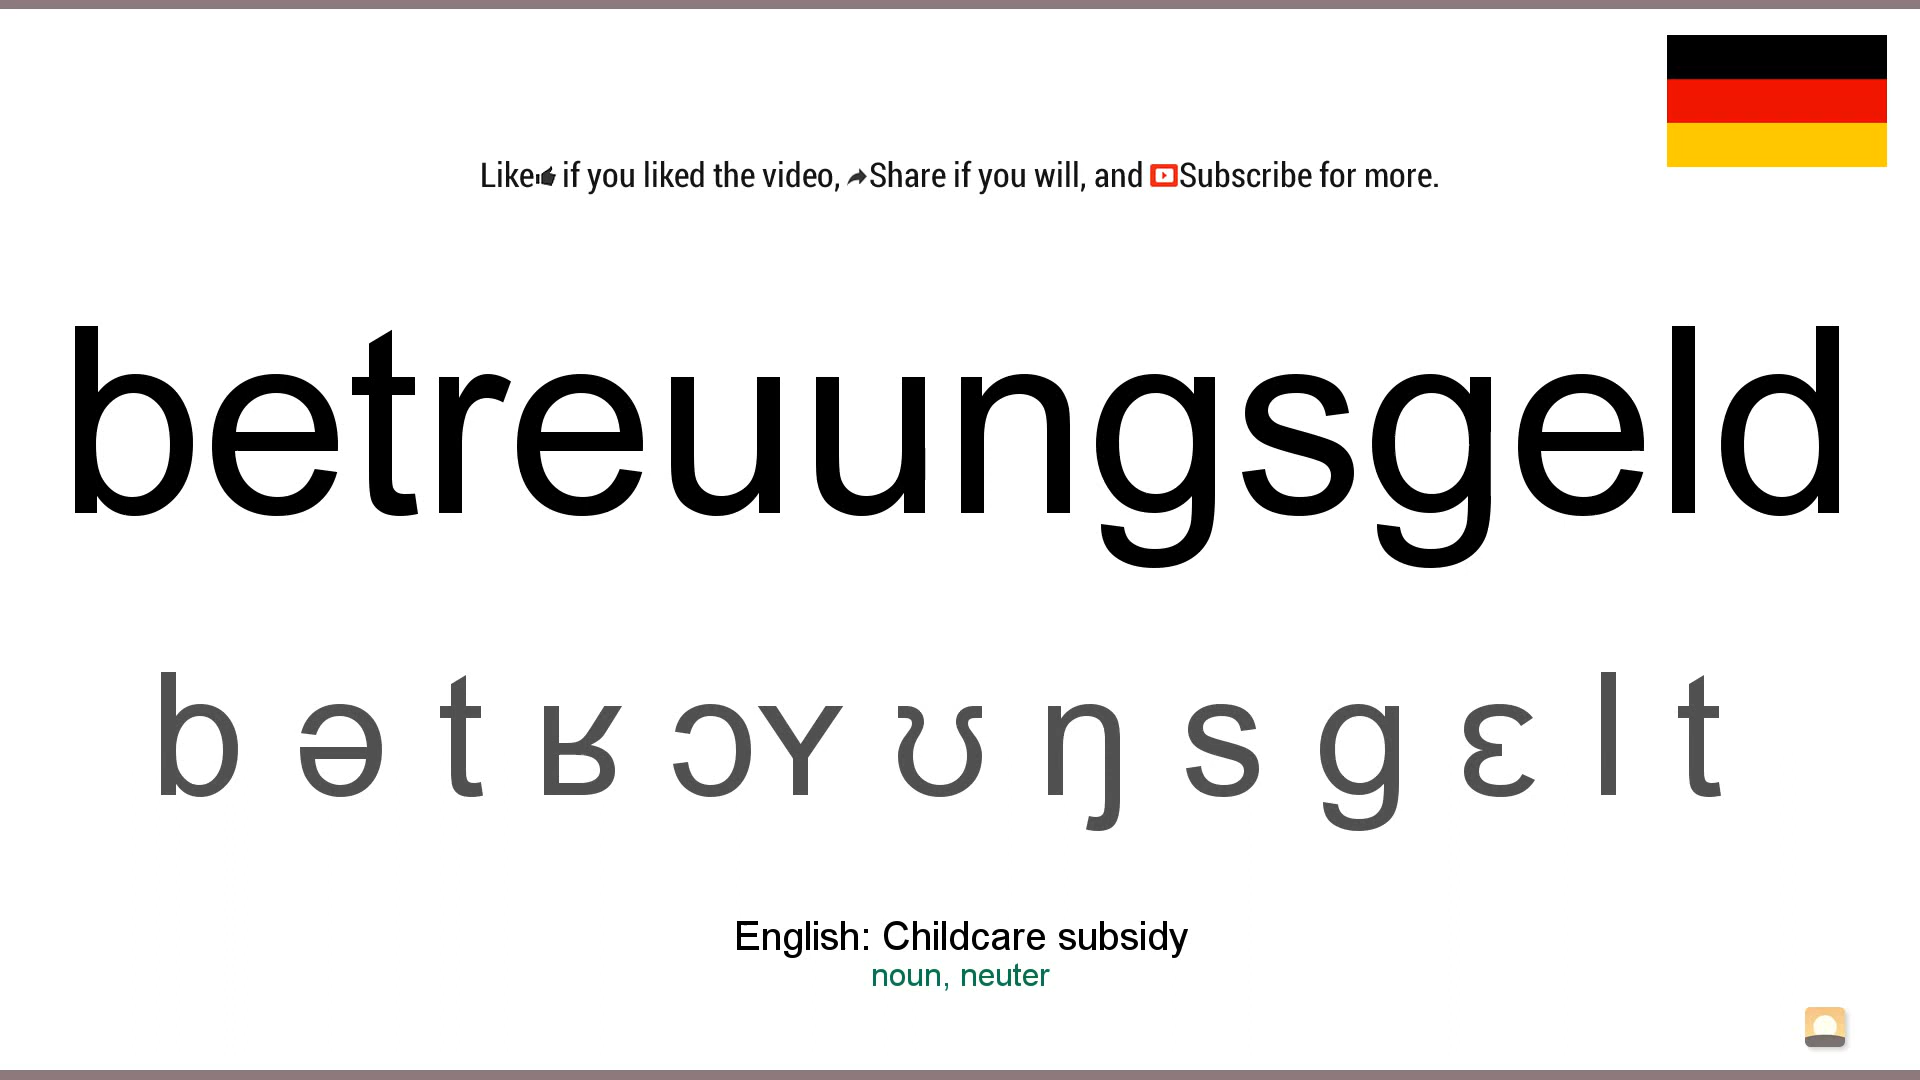 Like if you liked the video, Share if you will, and Subscribe for more.
betreuungsgeld
b ə t ʁ ɔʏ ʊ ŋ s g ɛ l t
English: Childcare subsidy
noun, neuter